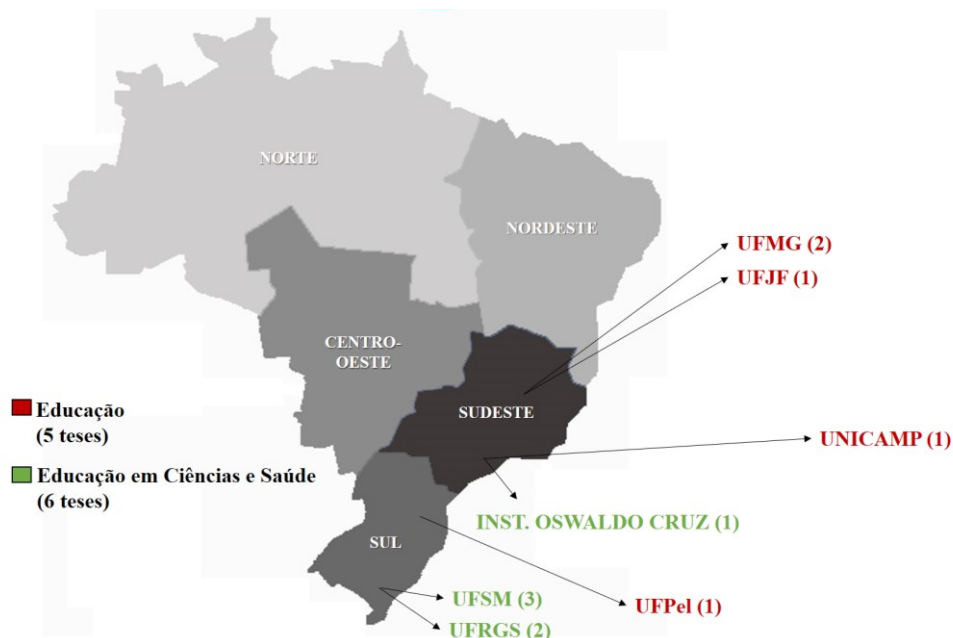 NORTE
NORDESTE
UFMG (2)
UFJF (1)
CENTRO-
OESTE
Educação
(5 teses)
SUDESTE
UNICAMP (1)
Educação em Ciências e Saúde
(6 teses)
INST. OSWALDO CRUZ (1)
SUL
UFSM (3)
UFPel (1)
UFRGS (2)